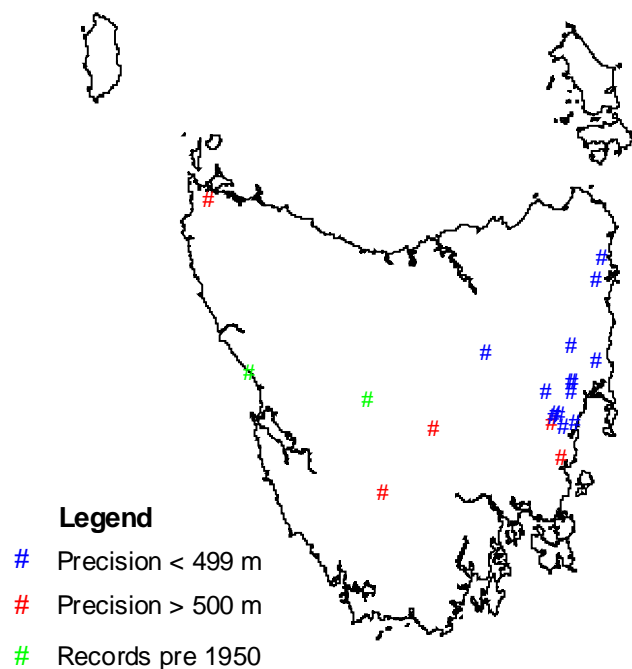 Legend
# Precision < 499 m
# Precision > 500 m
# Records pre 1950